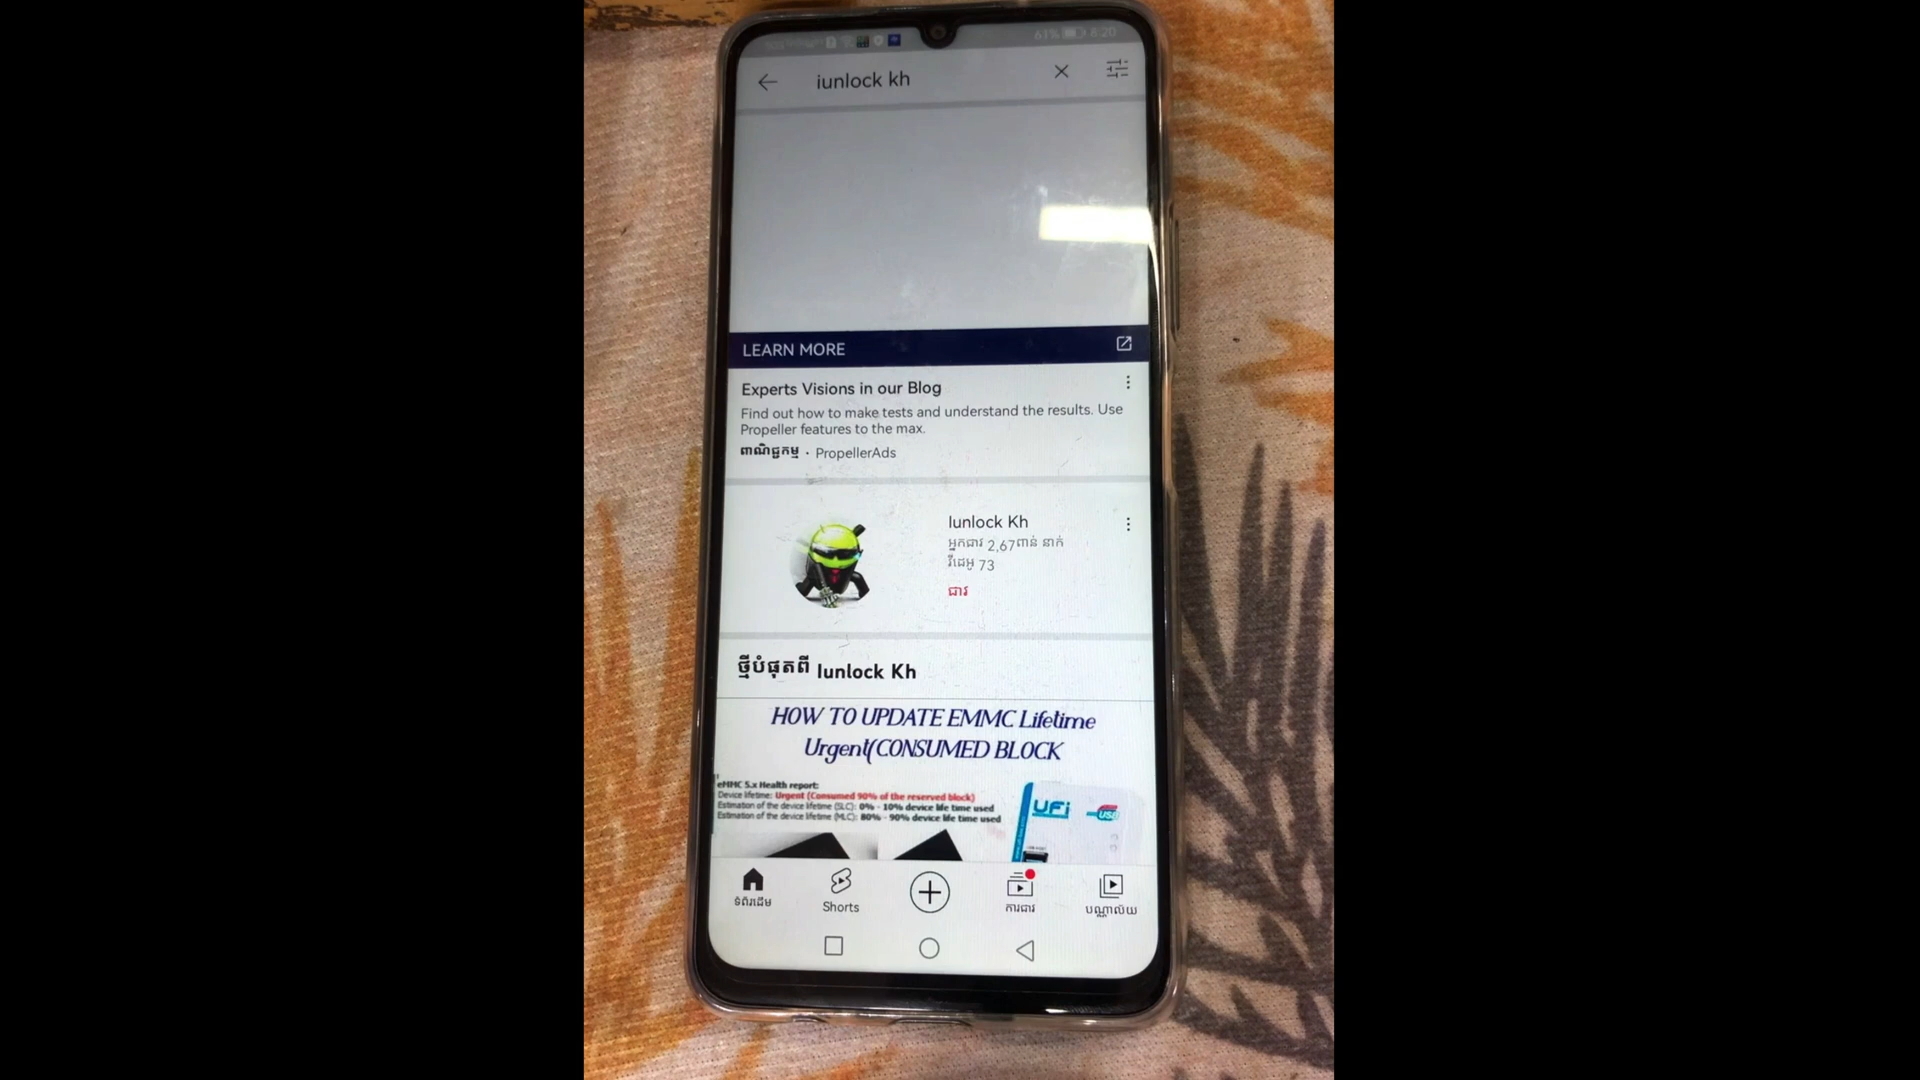 61% 8:20
iunlock kh
LEARN MORE
Experts Visions in our Blog
Find out how to make tests and understand the results. Use
Propeller features to the max.
ពាណិជ្ជកម្ម · PropellerAds
Iunlock Kh
អ្នកជាវ 2,67ពាន់ នាក់
វីដេអូ 73
ជាវ
ថ្មីបំផុតពី Iunlock Kh
HOW TO UPDATE EMMC Lifetime
Urgent(CONSUMED BLOCK
eMMC 5.x Health report:
Device lifetime: Urgent (Consumed 90% of the reserved block)
Estimation of the device lifetime (SLC): 0% - 10% device life time used
Estimation of the device lifetime (MLC): 80% - 90% device life time used
UFi
USB
ទំព័រដើម
Shorts
ការជាវ
បណ្ណាល័យ